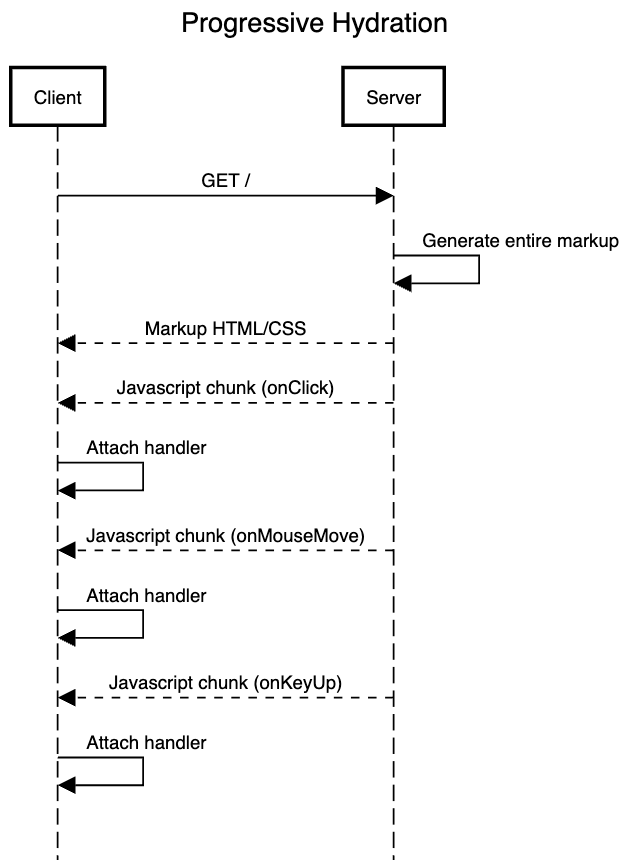 Progressive Hydration
Client
Server
GET /
Generate entire markup
Markup HTML/CSS
Javascript chunk (onClick)
Attach handler
Javascript chunk (onMouseMove)
Attach handler
Javascript chunk (onKeyUp)
Attach handler